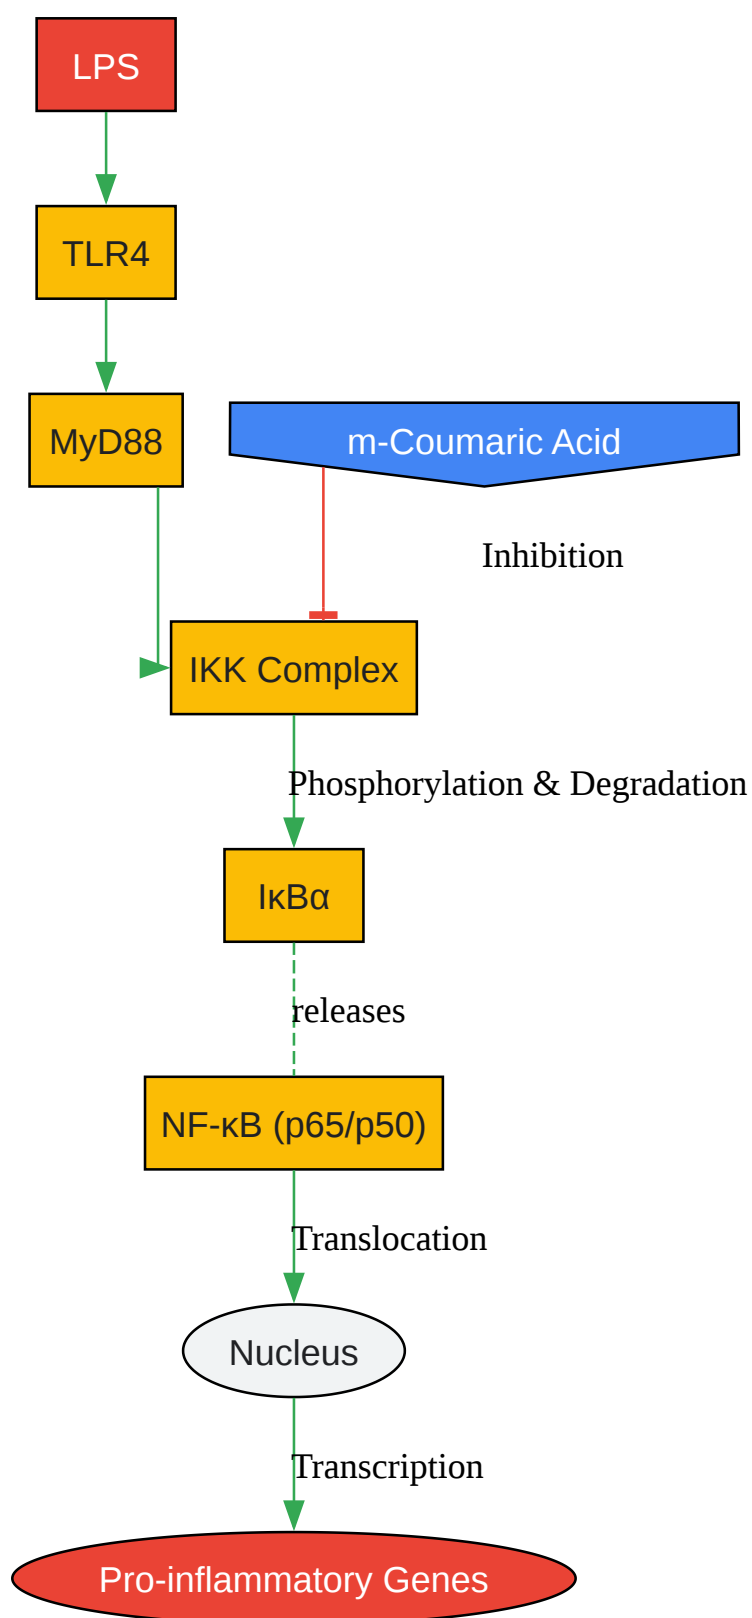 LPS
TLR4
MyD88
m-Coumaric Acid
Inhibition
IKK Complex
Phosphorylation & Degradation
IκBα
releases
NF-κB (p65/p50)
Translocation
Nucleus
Transcription
Pro-inflammatory Genes